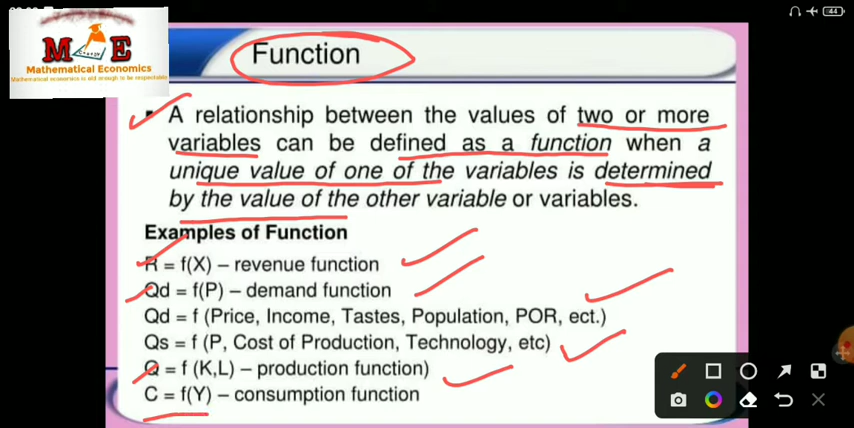 44
M E
Mathematical Economics
Function
A relationship between the values of two or more
variables can be defined as a function when a
unique value of one of the variables is determined
by the value of the other variable or variables.
Examples of Function
R = f(X) – revenue function
Qd = f(P) – demand function
Qd = f (Price, Income, Tastes, Population, POR, ect.)
Qs = f (P, Cost of Production, Technology, etc)
Q = f (K,L) – production function)
C = f(Y) – consumption function